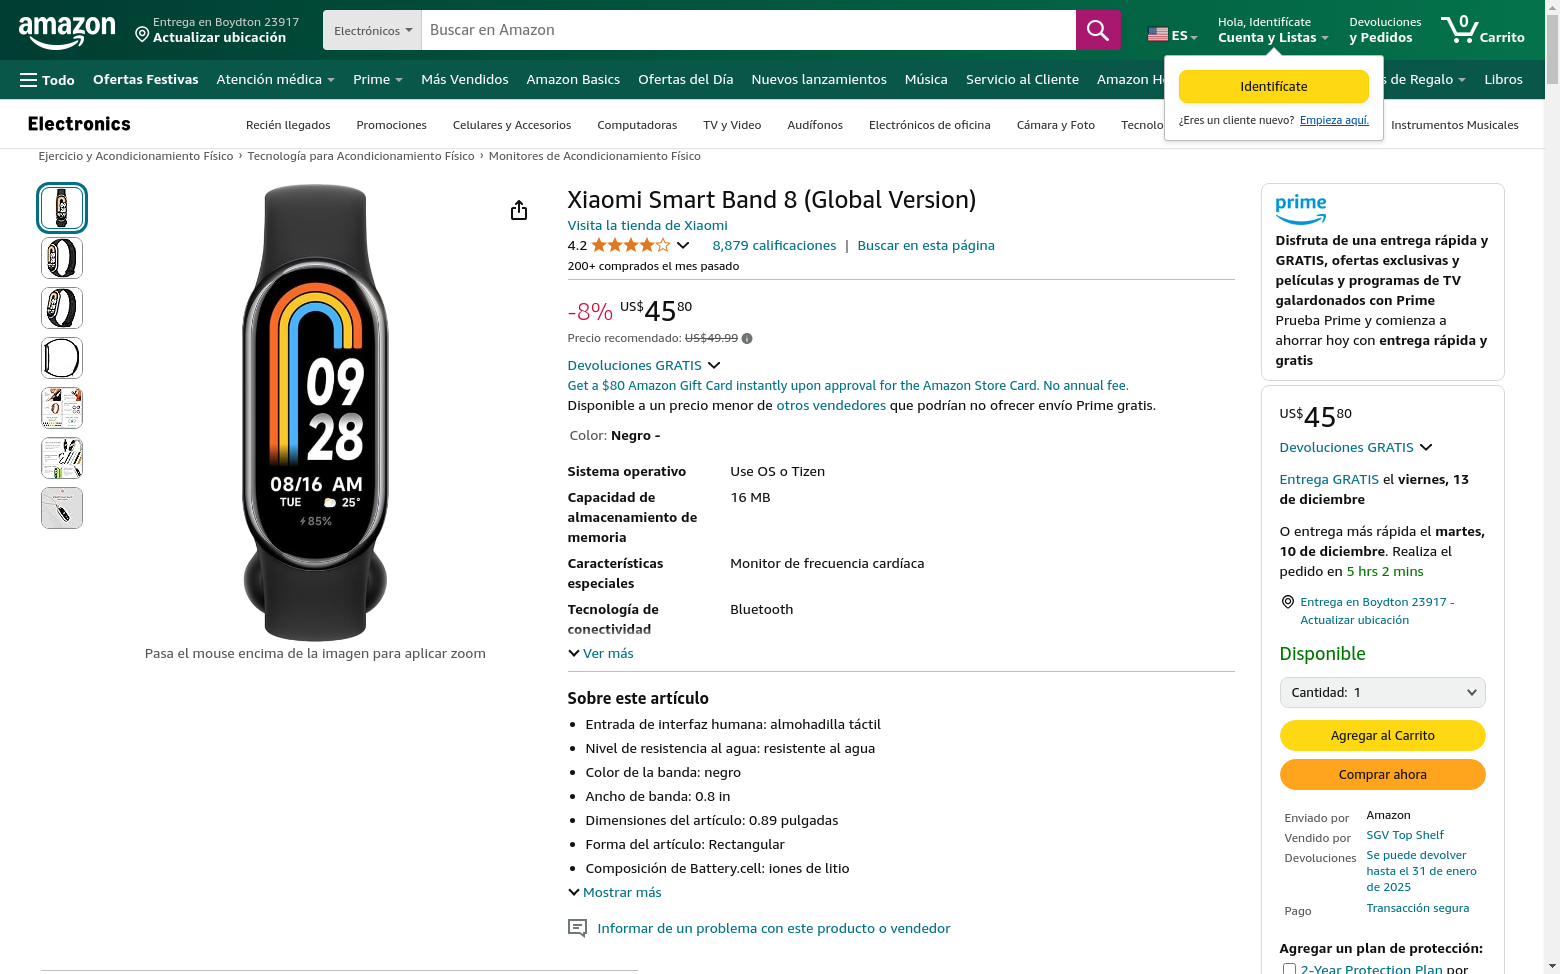 amazon
Entrega en Boydton 23917
Actualizar ubicación
Electrónicos
Buscar en Amazon
ES
Hola, Identifícate
Cuenta y Listas
Devoluciones
y Pedidos
0
Carrito
Todo
Ofertas Festivas
Atención médica
Prime
Más Vendidos
Amazon Basics
Ofertas del Día
Nuevos lanzamientos
Música
Servicio al Cliente
Amazon
s de Regalo
Libros
Identifícate
¿Eres un cliente nuevo? Empieza aquí.
Electronics
Recién llegados
Promociones
Celulares y Accesorios
Computadoras
TV y Video
Audífonos
Electrónicos de oficina
Cámara y Foto
Tecnolo
Instrumentos Musicales
Ejercicio y Acondicionamiento Físico › Tecnología para Acondicionamiento Físico › Monitores de Acondicionamiento Físico
09
28
08/16 AM
TUE 25°
85%
Pasa el mouse encima de la imagen para aplicar zoom
Xiaomi Smart Band 8 (Global Version)
Visita la tienda de Xiaomi
4.2 8,879 calificaciones | Buscar en esta página
200+ comprados el mes pasado
-8% US$45 80
Precio recomendado: US$49.99
Devoluciones GRATIS
Get a $80 Amazon Gift Card instantly upon approval for the Amazon Store Card. No annual fee.
Disponible a un precio menor de otros vendedores que podrían no ofrecer envío Prime gratis.
Color: Negro -
Sistema operativo Use OS o Tizen
Capacidad de 16 MB
almacenamiento de
memoria
Características Monitor de frecuencia cardíaca
especiales
Tecnología de Bluetooth
conectividad
Ver más
Sobre este artículo
• Entrada de interfaz humana: almohadilla táctil
• Nivel de resistencia al agua: resistente al agua
• Color de la banda: negro
• Ancho de banda: 0.8 in
• Dimensiones del artículo: 0.89 pulgadas
• Forma del artículo: Rectangular
• Composición de Battery.cell: iones de litio
Mostrar más
Informar de un problema con este producto o vendedor
prime
Disfruta de una entrega rápida y
GRATIS, ofertas exclusivas y
películas y programas de TV
galardonados con Prime
Prueba Prime y comienza a
ahorrar hoy con entrega rápida y
gratis
US$45 80
Devoluciones GRATIS
Entrega GRATIS el viernes, 13
de diciembre
O entrega más rápida el martes,
10 de diciembre. Realiza el
pedido en 5 hrs 2 mins
Entrega en Boydton 23917 -
Actualizar ubicación
Disponible
Cantidad: 1
Agregar al Carrito
Comprar ahora
Enviado por Amazon
Vendido por SGV Top Shelf
Devoluciones Se puede devolver
hasta el 31 de enero
de 2025
Pago Transacción segura
Agregar un plan de protección:
2-Year Protection Plan por